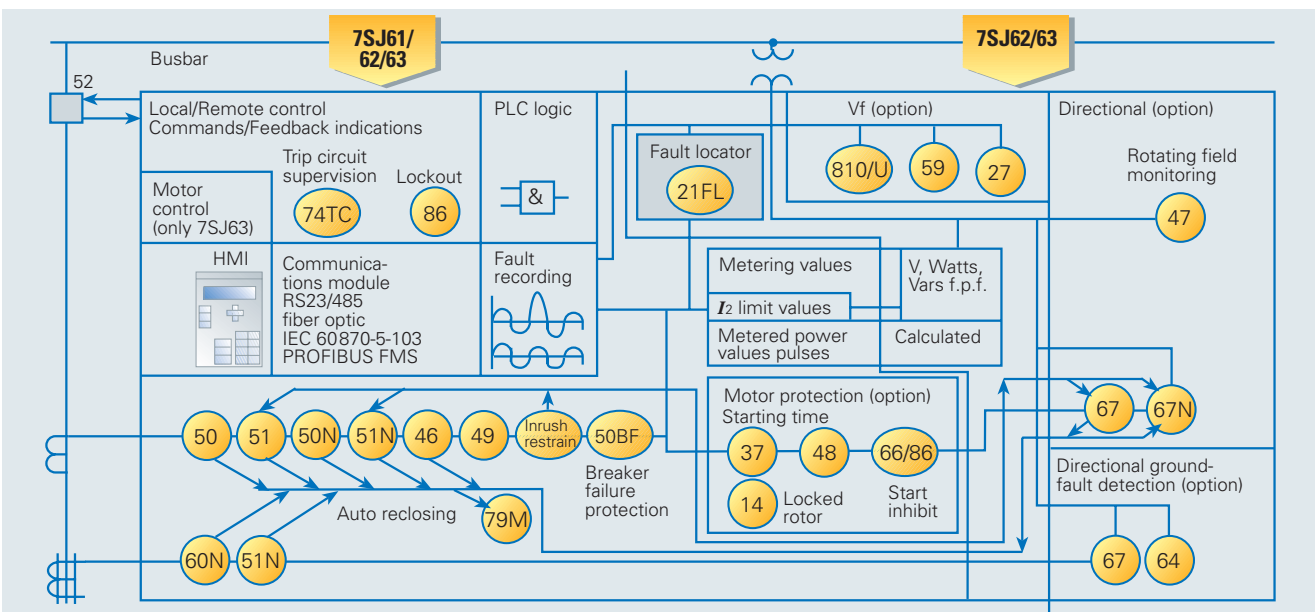 7SJ61/
62/63
7SJ62/63
Busbar
52
Local/Remote control
Commands/Feedback indications
Trip circuit
supervision
Lockout
74TC
86
Motor
control
(only 7SJ63)
PLC logic
&
Fault locator
21FL
Vf (option)
810/U
59
27
Directional (option)
Rotating field
monitoring
47
HMI
Communica-
tions module
RS23/485
fiber optic
IEC 60870-5-103
PROFIBUS FMS
Fault
recording
Metering values
I2 limit values
Metered power
values pulses
V, Watts,
Vars f.p.f.
Calculated
50
51
50N
51N
46
49
Inrush
restrain
50BF
Breaker
failure
protection
Auto reclosing
79M
60N
51N
Motor protection (option)
Starting time
37
48
66/86
14
Locked
rotor
Start
inhibit
67
67N
Directional ground-
fault detection (option)
67
64